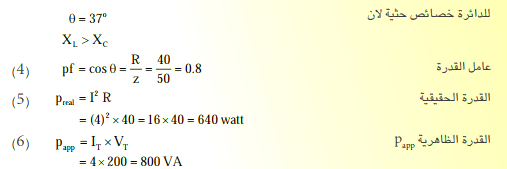 للدائرة خصائص حثية لان θ = 37°
X_L > X_C
(4) pf = cos θ = R/z = 40/50 = 0.8 عامل القدرة
(5) p_real = I² R القدرة الحقيقية
= (4)² × 40 = 16 × 40 = 640 watt
(6) p_app = I_T × V_T القدرة الظاهرية p_app
= 4 × 200 = 800 VA